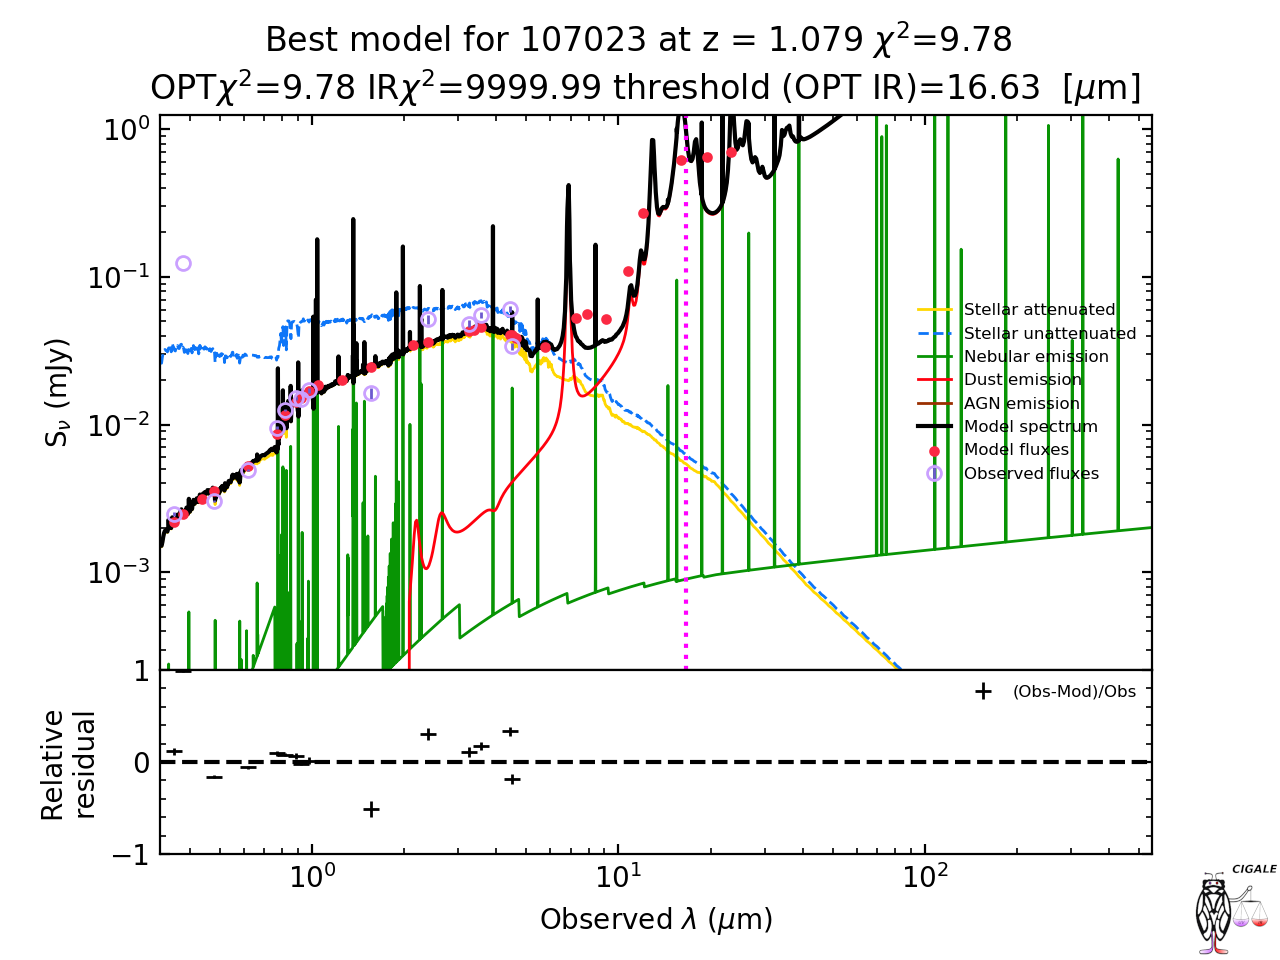 Best model for 107023 at z = 1.079 χ²=9.78
OPTχ²=9.78 IRχ²=9999.99 threshold (OPT IR)=16.63 [μm]
10⁰
10⁻¹
10⁻²
10⁻³
Sᵥ (mJy)
Stellar attenuated
Stellar unattenuated
Nebular emission
Dust emission
AGN emission
Model spectrum
Model fluxes
Observed fluxes
1
0
−1
Relative
residual
(Obs-Mod)/Obs
10⁰ 10¹ 10²
Observed λ (μm)
CIGALE